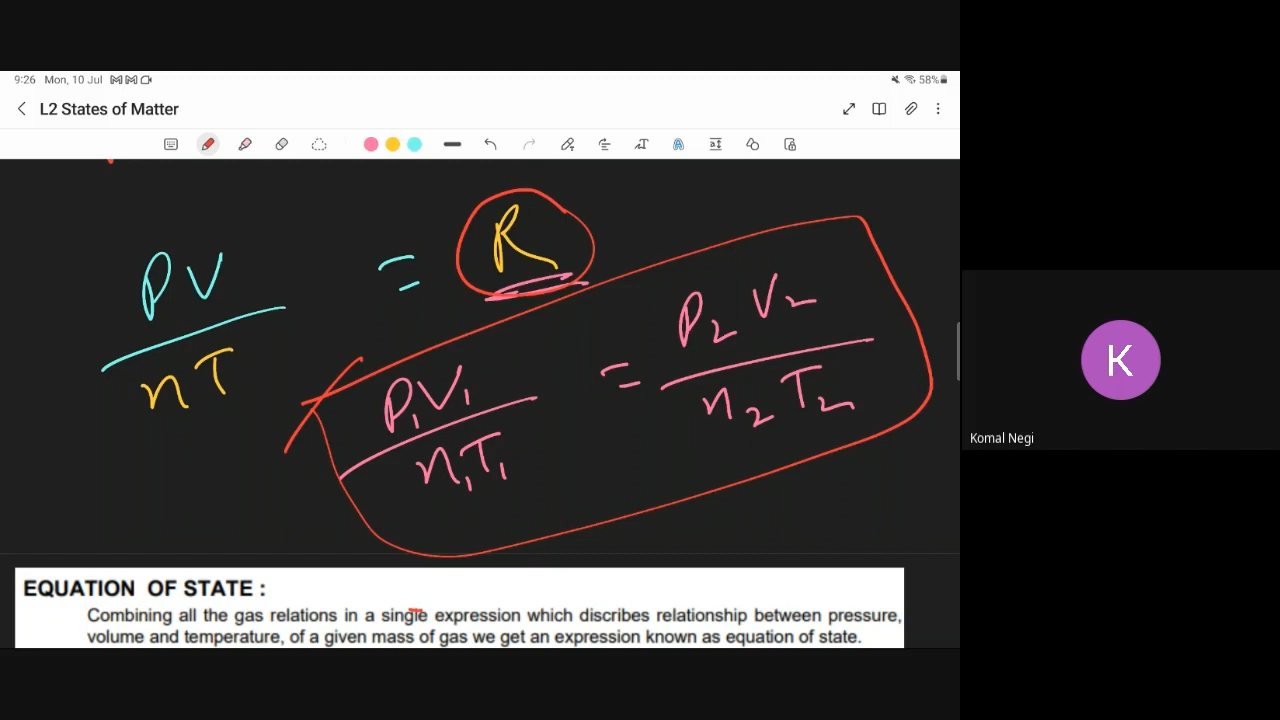 9:26 Mon, 10 Jul 58%
L2 States of Matter
PV / nT = R
P₁V₁ / n₁T₁ = P₂V₂ / n₂T₂
EQUATION OF STATE :
Combining all the gas relations in a single expression which discribes relationship between pressure,
volume and temperature, of a given mass of gas we get an expression known as equation of state.
K
Komal Negi